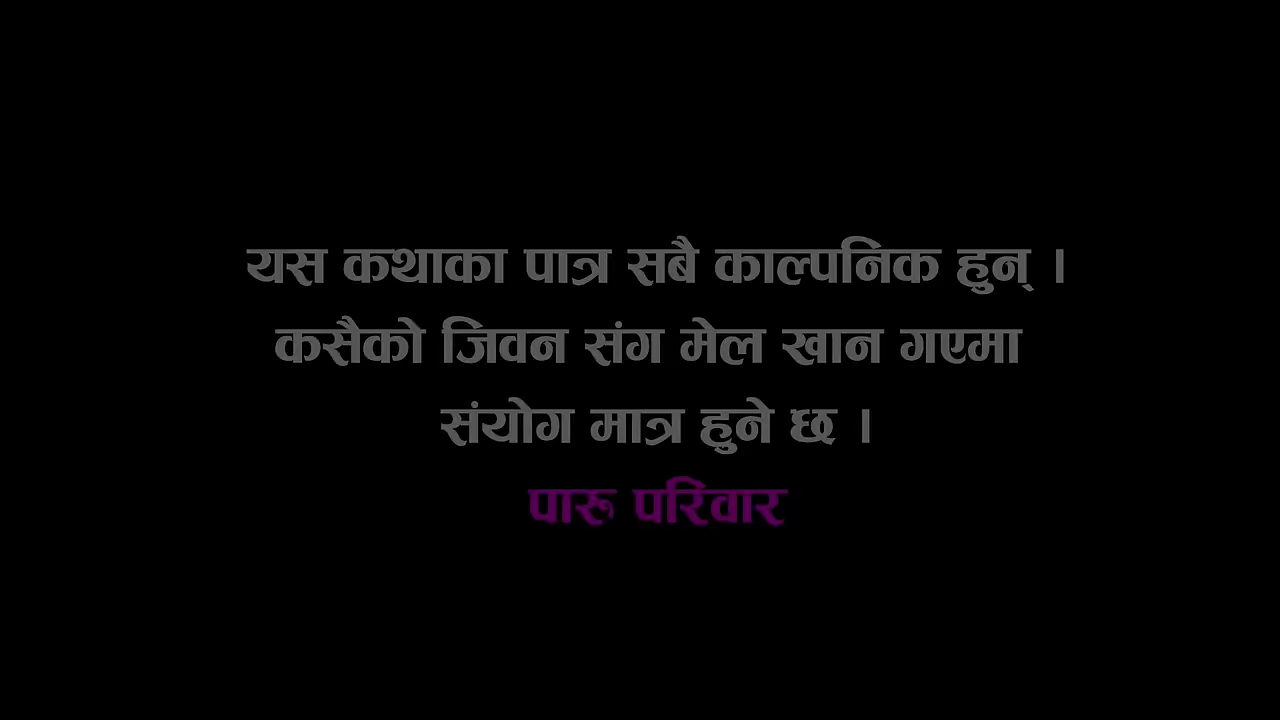 यस कथाका पात्र सबै काल्पनिक हुन् ।
कसैको जिवन संग मेल खान गएमा
संयोग मात्र हुने छ ।
पारू परिवार